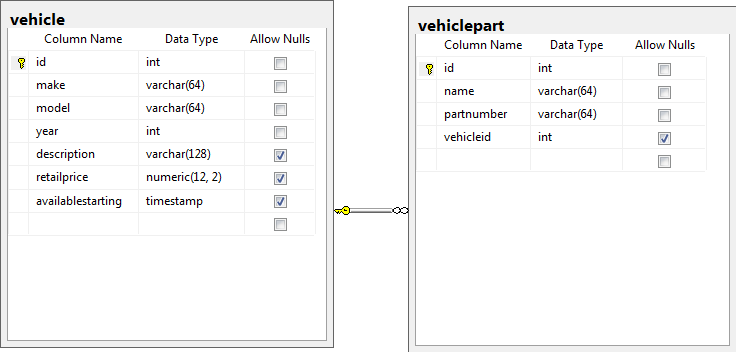 vehicle
Column Name Data Type Allow Nulls
id int
make varchar(64)
model varchar(64)
year int
description varchar(128)
retailprice numeric(12, 2)
availablestarting timestamp
vehiclepart
Column Name Data Type Allow Nulls
id int
name varchar(64)
partnumber varchar(64)
vehicleid int